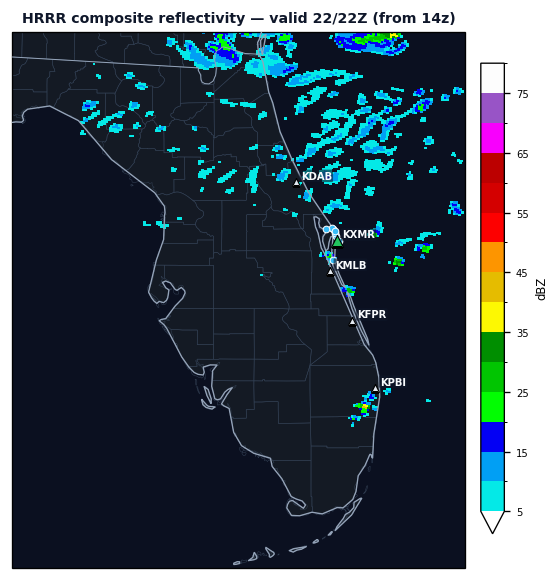 HRRR composite reflectivity — valid 22/22Z (from 14z)
KDAB
KXMR
KMLB
KFPR
KPBI
75
65
55
45
35
25
15
5
dBZ